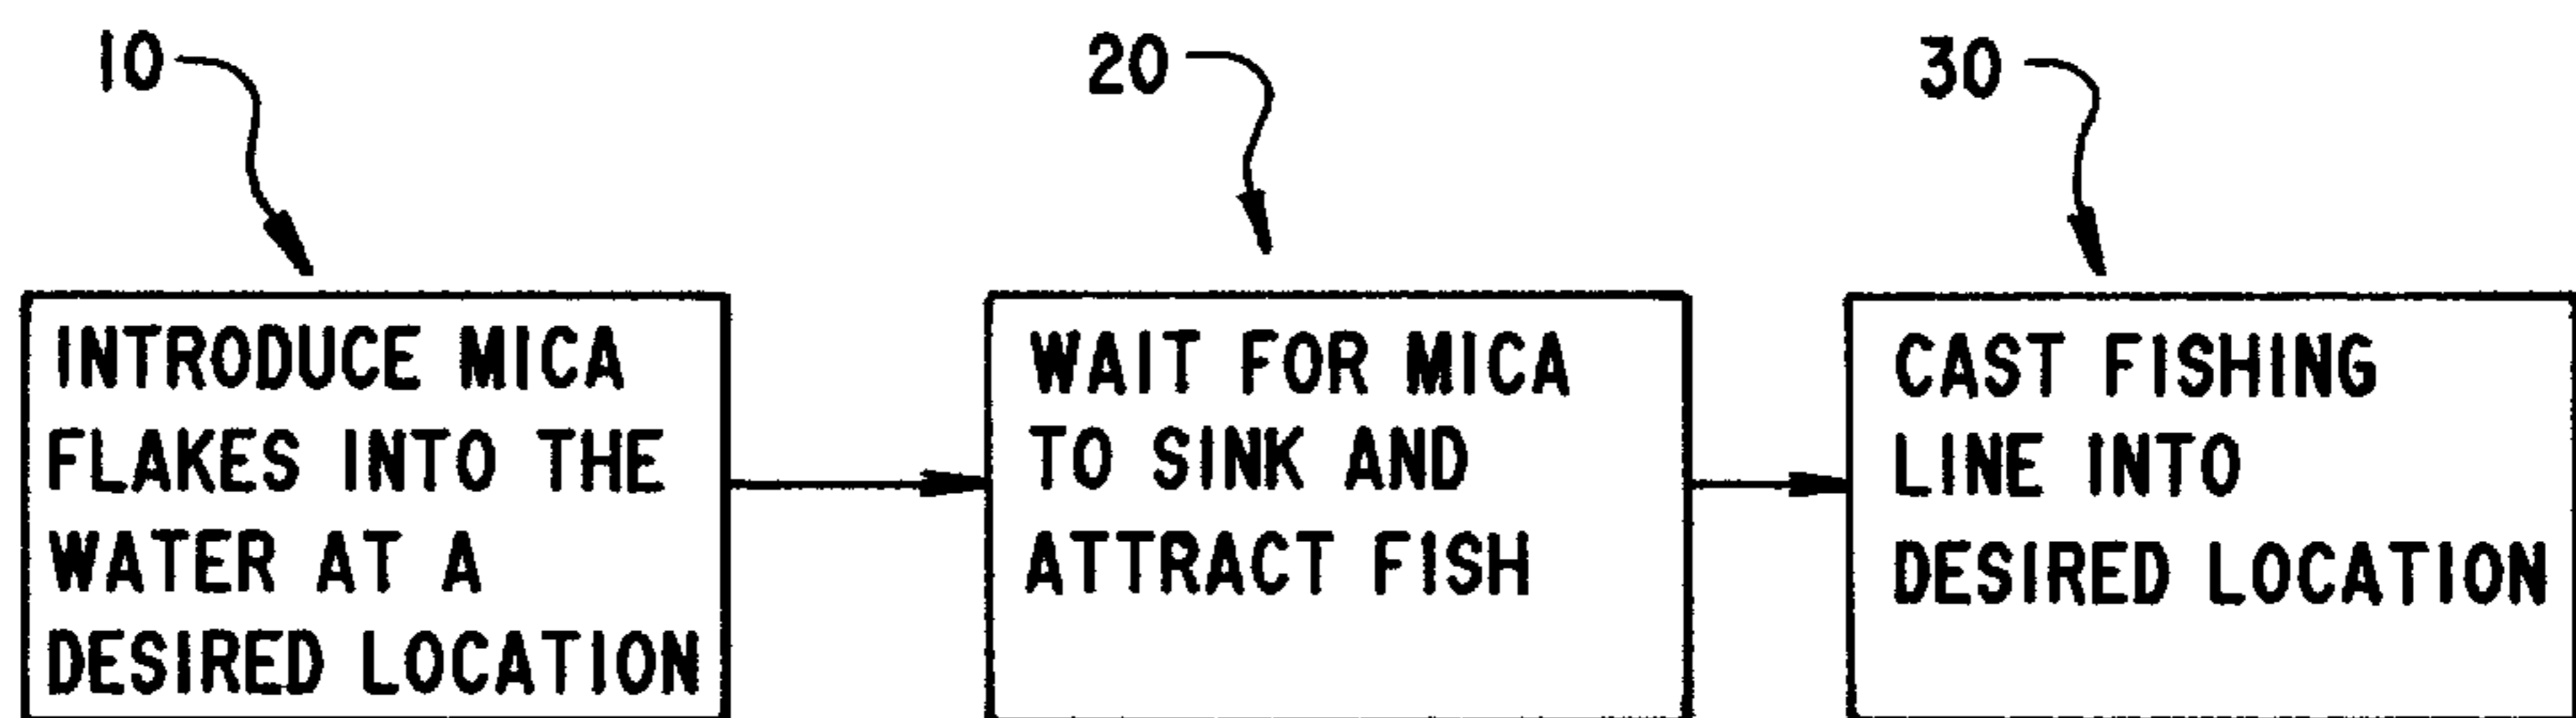 10
20
30
INTRODUCE MICA
FLAKES INTO THE
WATER AT A
DESIRED LOCATION
WAIT FOR MICA
TO SINK AND
ATTRACT FISH
CAST FISHING
LINE INTO
DESIRED LOCATION